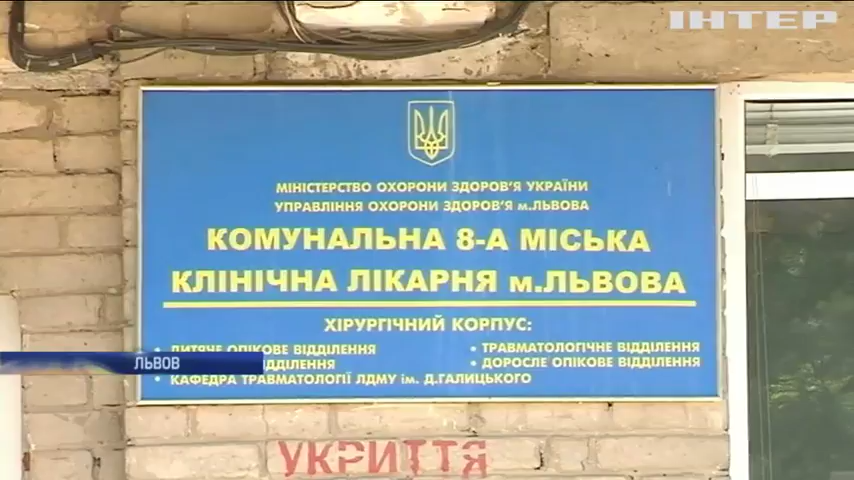 ІНТЕР
МІНІСТЕРСТВО ОХОРОНИ ЗДОРОВ'Я УКРАЇНИ
УПРАВЛІННЯ ОХОРОНИ ЗДОРОВ'Я м.ЛЬВОВА
КОМУНАЛЬНА 8-А МІСЬКА
КЛІНІЧНА ЛІКАРНЯ м.ЛЬВОВА
ХІРУРГІЧНИЙ КОРПУС:
• ДИТЯЧЕ ОПІКОВЕ ВІДДІЛЕННЯ
• ТРАВМАТОЛОГІЧНЕ ВІДДІЛЕННЯ
ВІДДІЛЕННЯ
• ДОРОСЛЕ ОПІКОВЕ ВІДДІЛЕННЯ
• КАФЕДРА ТРАВМАТОЛОГІЇ ЛДМУ ім. Д.ГАЛИЦЬКОГО
ЛЬВОВ
УКРИТТЯ